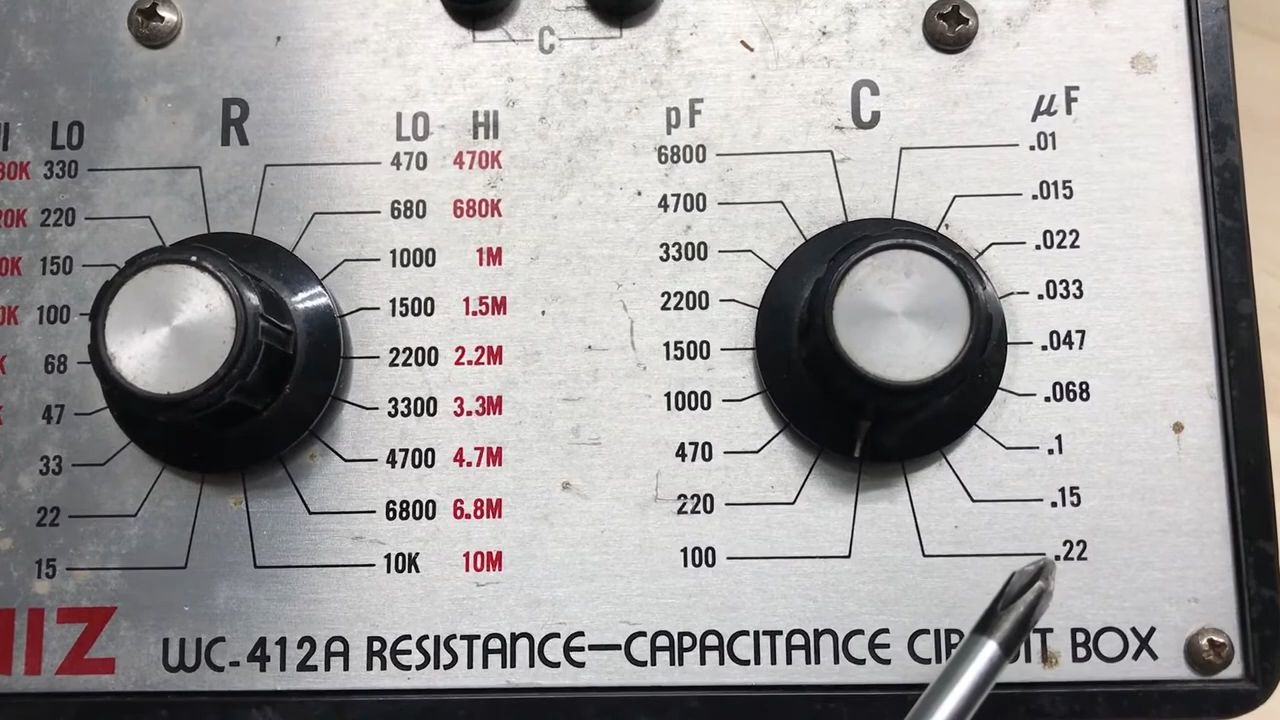 C
R
LO
LO HI
330
470 470K
220
680 680K
150
1000 1M
100
1500 1.5M
68
2200 2.2M
47
3300 3.3M
33
4700 4.7M
22
6800 6.8M
15
10K 10M
C
pF
µF
6800
.01
4700
.015
3300
.022
2200
.033
1500
.047
1000
.068
470
.1
220
.15
100
.22
WC-412A RESISTANCE-CAPACITANCE CIRCUIT BOX